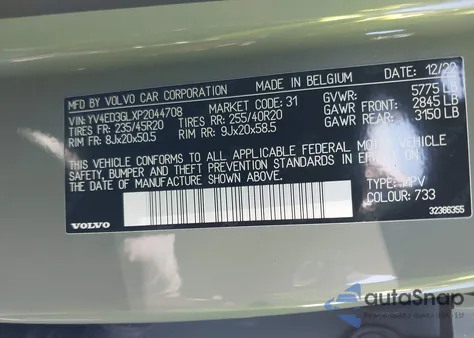 MFD BY VOLVO CAR CORPORATION MADE IN BELGIUM DATE: 12/22
VIN: YV4ED3GLXP2044708 MARKET CODE: 31 GVWR: 5775 LB
TIRES FR: 235/45R20 TIRES RR: 255/40R20 GAWR FRONT: 2845 LB
RIM FR: 8Jx20x50.5 RIM RR: 9Jx20x58.5 GAWR REAR: 3150 LB
THIS VEHICLE CONFORMS TO ALL APPLICABLE FEDERAL MOTOR VEHICLE
SAFETY, BUMPER AND THEFT PREVENTION STANDARDS IN EFFECT ON
THE DATE OF MANUFACTURE SHOWN ABOVE.
TYPE: MPV
COLOUR: 733
VOLVO
32366355
autoSnap